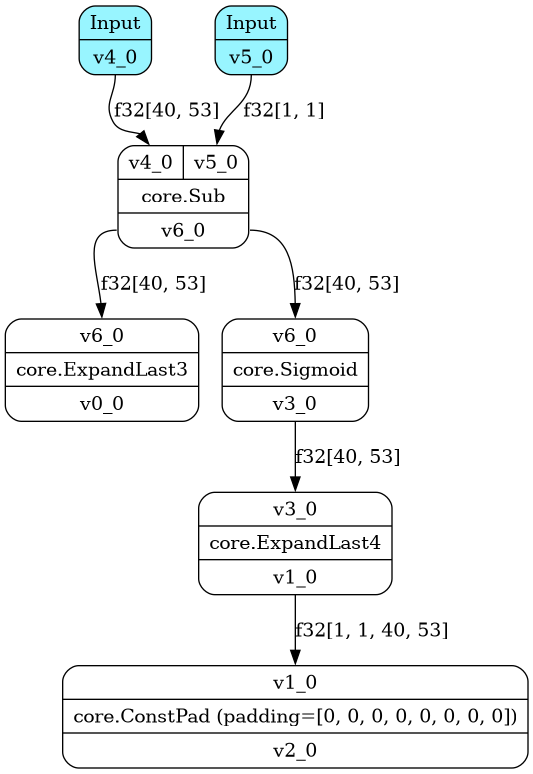 Input
v4_0
Input
v5_0
f32[40, 53]
f32[1, 1]
v4_0
v5_0
core.Sub
v6_0
f32[40, 53]
f32[40, 53]
v6_0
core.ExpandLast3
v0_0
v6_0
core.Sigmoid
v3_0
f32[40, 53]
v3_0
core.ExpandLast4
v1_0
f32[1, 1, 40, 53]
v1_0
core.ConstPad (padding=[0, 0, 0, 0, 0, 0, 0, 0])
v2_0